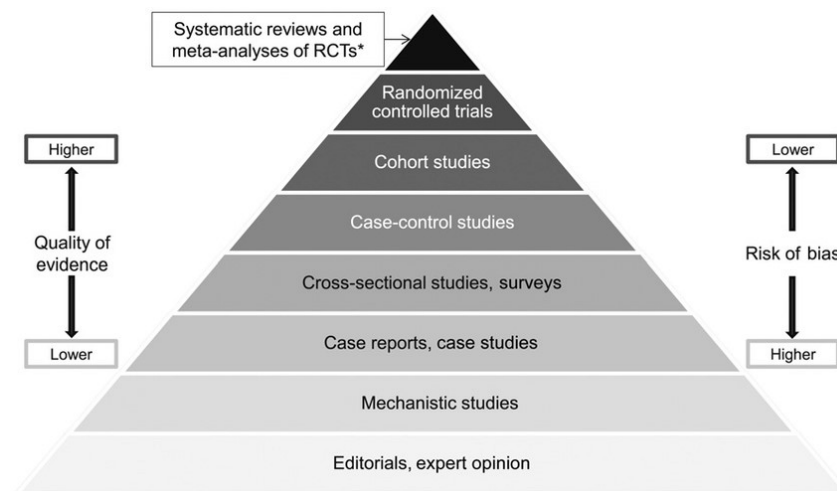 Systematic reviews and
meta-analyses of RCTs*
Randomized
controlled trials
Higher
Lower
Cohort studies
Case-control studies
Quality of
evidence
Risk of bias
Cross-sectional studies, surveys
Case reports, case studies
Lower
Higher
Mechanistic studies
Editorials, expert opinion